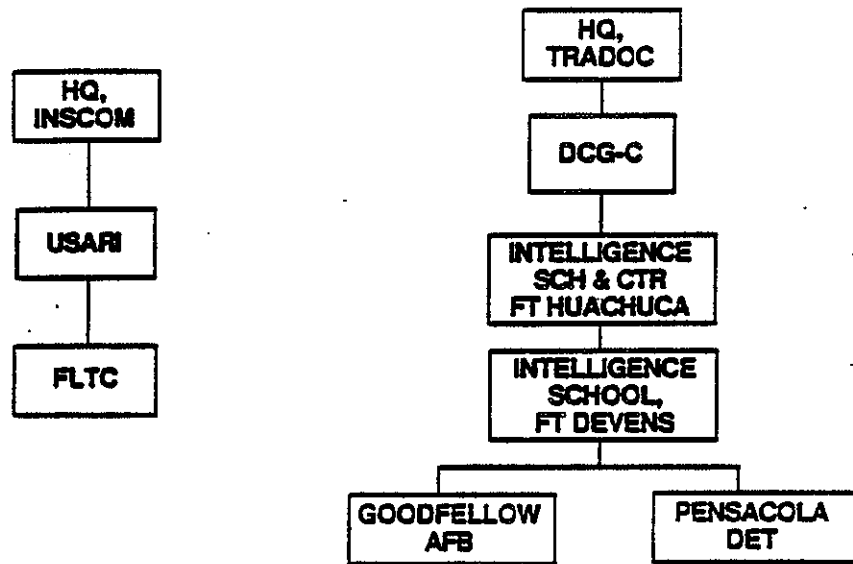 HQ,
INSCOM
USARI
FLTC
HQ,
TRADOC
DCG-C
INTELLIGENCE
SCH & CTR
FT HUACHUCA
INTELLIGENCE
SCHOOL,
FT DEVENS
GOODFELLOW
AFB
PENSACOLA
DET